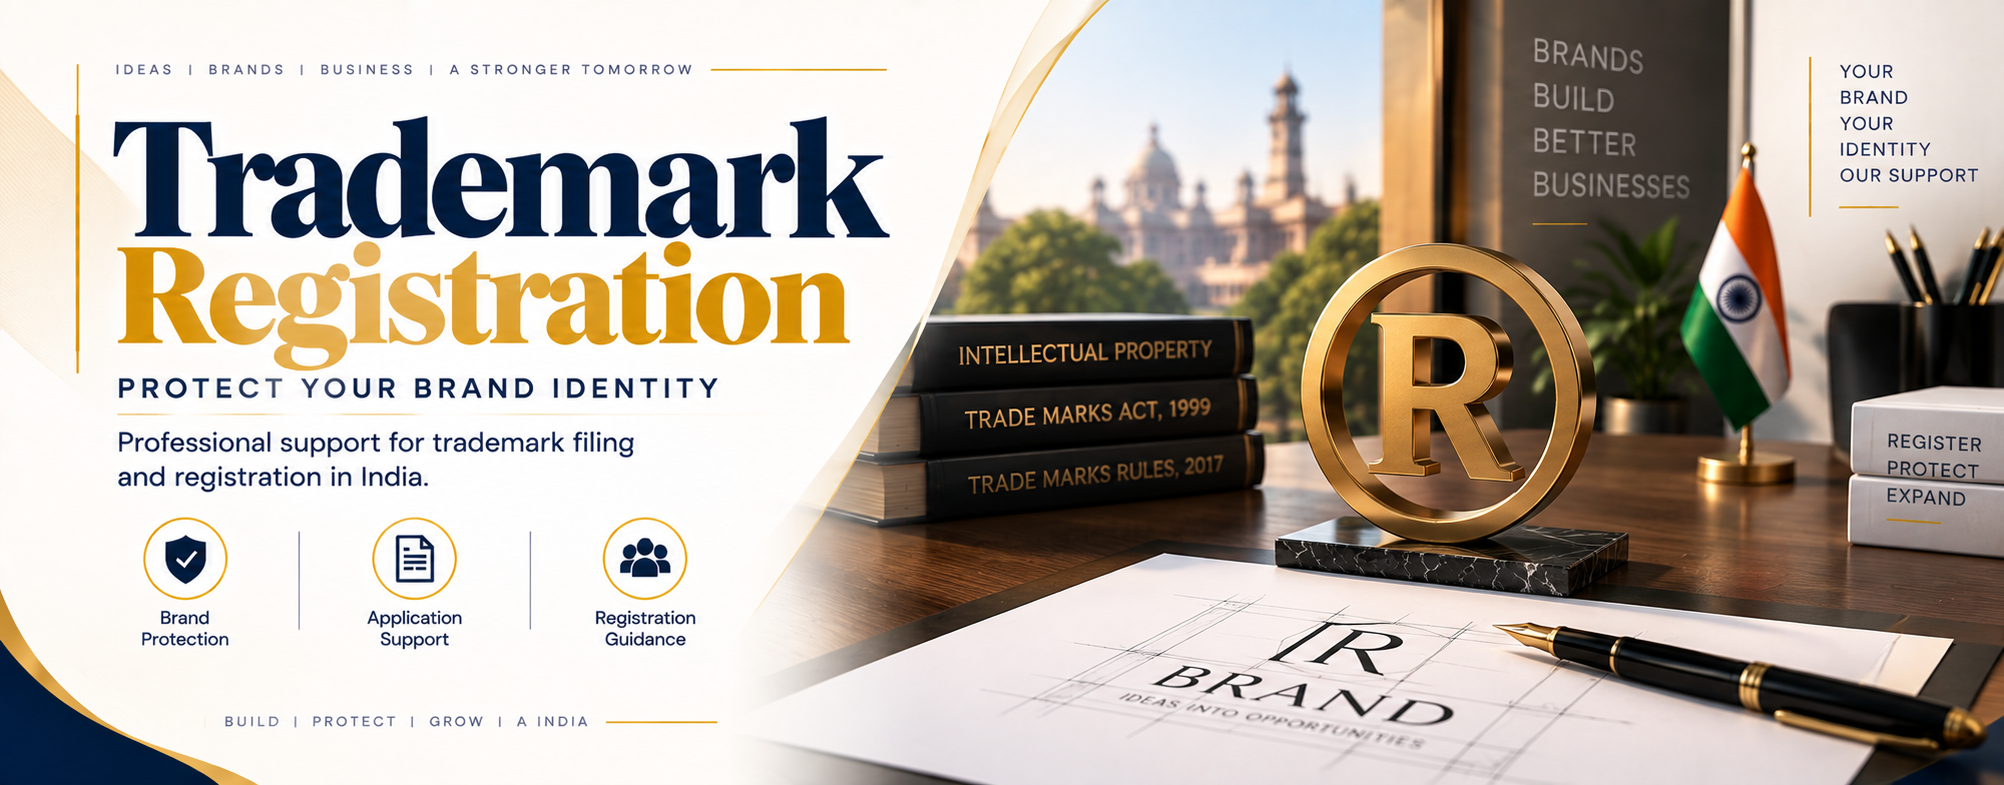 IDEAS | BRANDS | BUSINESS | A STRONGER TOMORROW
Trademark
Registration
PROTECT YOUR BRAND IDENTITY
Professional support for trademark filing
and registration in India.
Brand
Protection
Application
Support
Registration
Guidance
BUILD | PROTECT | GROW | A INDIA
BRANDS
BUILD
BETTER
BUSINESSES
YOUR
BRAND
YOUR
IDENTITY
OUR SUPPORT
INTELLECTUAL PROPERTY
TRADE MARKS ACT, 1999
TRADE MARKS RULES, 2017
R
REGISTER
PROTECT
EXPAND
R
BRAND
IDEAS INTO OPPORTUNITIES